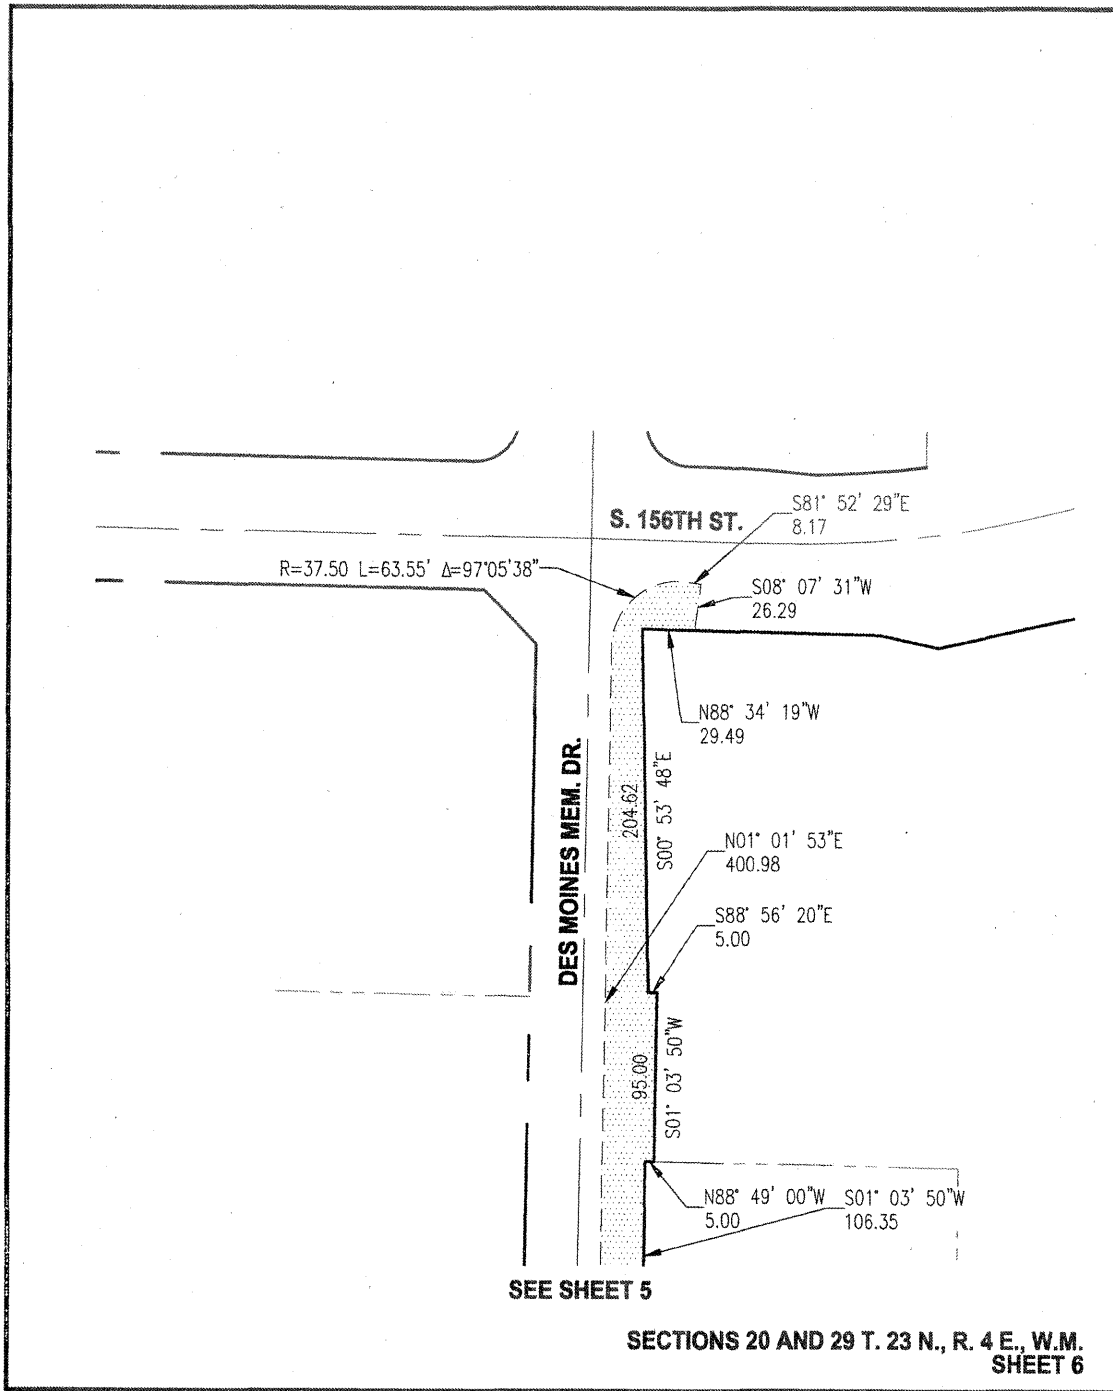 S81° 52' 29"E
8.17
S. 156TH ST.
R=37.50 L=63.55' Δ=97°05'38"
S08° 07' 31"W
26.29
N88° 34' 19"W
29.49
DES MOINES MEM. DR.
204.62
S00° 53' 48"E
N01° 01' 53"E
400.98
S88° 56' 20"E
5.00
95.00
S01° 03' 50"W
N88° 49' 00"W
5.00
S01° 03' 50"W
106.35
SEE SHEET 5
SECTIONS 20 AND 29 T. 23 N., R. 4 E., W.M.
SHEET 6